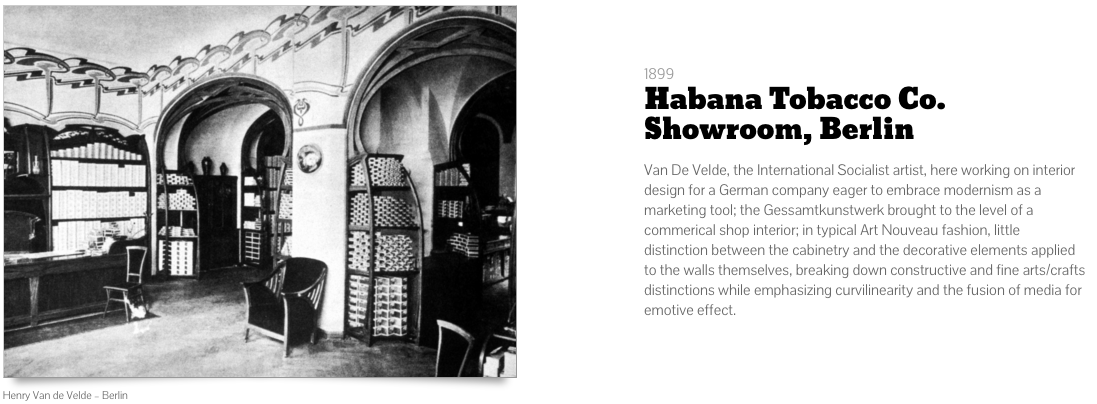 1899
Habana Tobacco Co.
Showroom, Berlin
Van De Velde, the International Socialist artist, here working on interior
design for a German company eager to embrace modernism as a
marketing tool; the Gessamtkunstwerk brought to the level of a
commerical shop interior; in typical Art Nouveau fashion, little
distinction between the cabinetry and the decorative elements applied
to the walls themselves, breaking down constructive and fine arts/crafts
distinctions while emphasizing curvilinearity and the fusion of media for
emotive effect.
Henry Van de Velde – Berlin